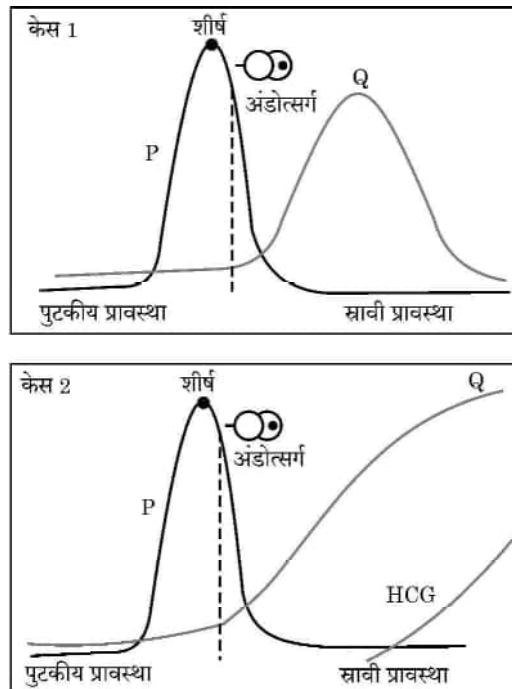 केस 1
शीर्ष
Q
अंडोत्सर्ग
P
पुटकीय प्रावस्था
स्रावी प्रावस्था
केस 2
शीर्ष
Q
अंडोत्सर्ग
P
HCG
पुटकीय प्रावस्था
स्रावी प्रावस्था